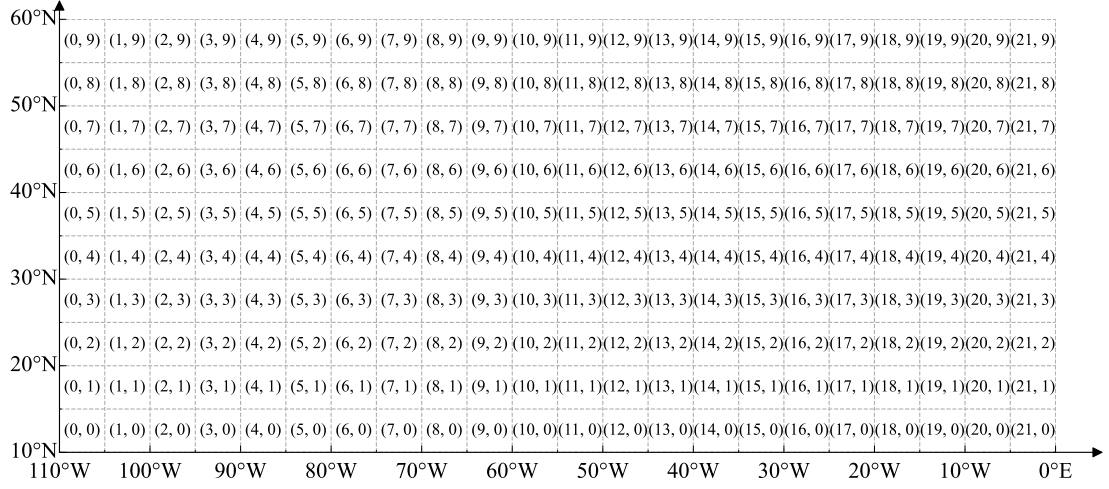 60°N
(0, 9) (1, 9) (2, 9) (3, 9) (4, 9) (5, 9) (6, 9) (7, 9) (8, 9) (9, 9) (10, 9) (11, 9) (12, 9) (13, 9) (14, 9) (15, 9) (16, 9) (17, 9) (18, 9) (19, 9) (20, 9) (21, 9)
(0, 8) (1, 8) (2, 8) (3, 8) (4, 8) (5, 8) (6, 8) (7, 8) (8, 8) (9, 8) (10, 8) (11, 8) (12, 8) (13, 8) (14, 8) (15, 8) (16, 8) (17, 8) (18, 8) (19, 8) (20, 8) (21, 8)
50°N
(0, 7) (1, 7) (2, 7) (3, 7) (4, 7) (5, 7) (6, 7) (7, 7) (8, 7) (9, 7) (10, 7) (11, 7) (12, 7) (13, 7) (14, 7) (15, 7) (16, 7) (17, 7) (18, 7) (19, 7) (20, 7) (21, 7)
(0, 6) (1, 6) (2, 6) (3, 6) (4, 6) (5, 6) (6, 6) (7, 6) (8, 6) (9, 6) (10, 6) (11, 6) (12, 6) (13, 6) (14, 6) (15, 6) (16, 6) (17, 6) (18, 6) (19, 6) (20, 6) (21, 6)
40°N
(0, 5) (1, 5) (2, 5) (3, 5) (4, 5) (5, 5) (6, 5) (7, 5) (8, 5) (9, 5) (10, 5) (11, 5) (12, 5) (13, 5) (14, 5) (15, 5) (16, 5) (17, 5) (18, 5) (19, 5) (20, 5) (21, 5)
(0, 4) (1, 4) (2, 4) (3, 4) (4, 4) (5, 4) (6, 4) (7, 4) (8, 4) (9, 4) (10, 4) (11, 4) (12, 4) (13, 4) (14, 4) (15, 4) (16, 4) (17, 4) (18, 4) (19, 4) (20, 4) (21, 4)
30°N
(0, 3) (1, 3) (2, 3) (3, 3) (4, 3) (5, 3) (6, 3) (7, 3) (8, 3) (9, 3) (10, 3) (11, 3) (12, 3) (13, 3) (14, 3) (15, 3) (16, 3) (17, 3) (18, 3) (19, 3) (20, 3) (21, 3)
(0, 2) (1, 2) (2, 2) (3, 2) (4, 2) (5, 2) (6, 2) (7, 2) (8, 2) (9, 2) (10, 2) (11, 2) (12, 2) (13, 2) (14, 2) (15, 2) (16, 2) (17, 2) (18, 2) (19, 2) (20, 2) (21, 2)
20°N
(0, 1) (1, 1) (2, 1) (3, 1) (4, 1) (5, 1) (6, 1) (7, 1) (8, 1) (9, 1) (10, 1) (11, 1) (12, 1) (13, 1) (14, 1) (15, 1) (16, 1) (17, 1) (18, 1) (19, 1) (20, 1) (21, 1)
(0, 0) (1, 0) (2, 0) (3, 0) (4, 0) (5, 0) (6, 0) (7, 0) (8, 0) (9, 0) (10, 0) (11, 0) (12, 0) (13, 0) (14, 0) (15, 0) (16, 0) (17, 0) (18, 0) (19, 0) (20, 0) (21, 0)
10°N
110°W 100°W 90°W 80°W 70°W 60°W 50°W 40°W 30°W 20°W 10°W 0°E